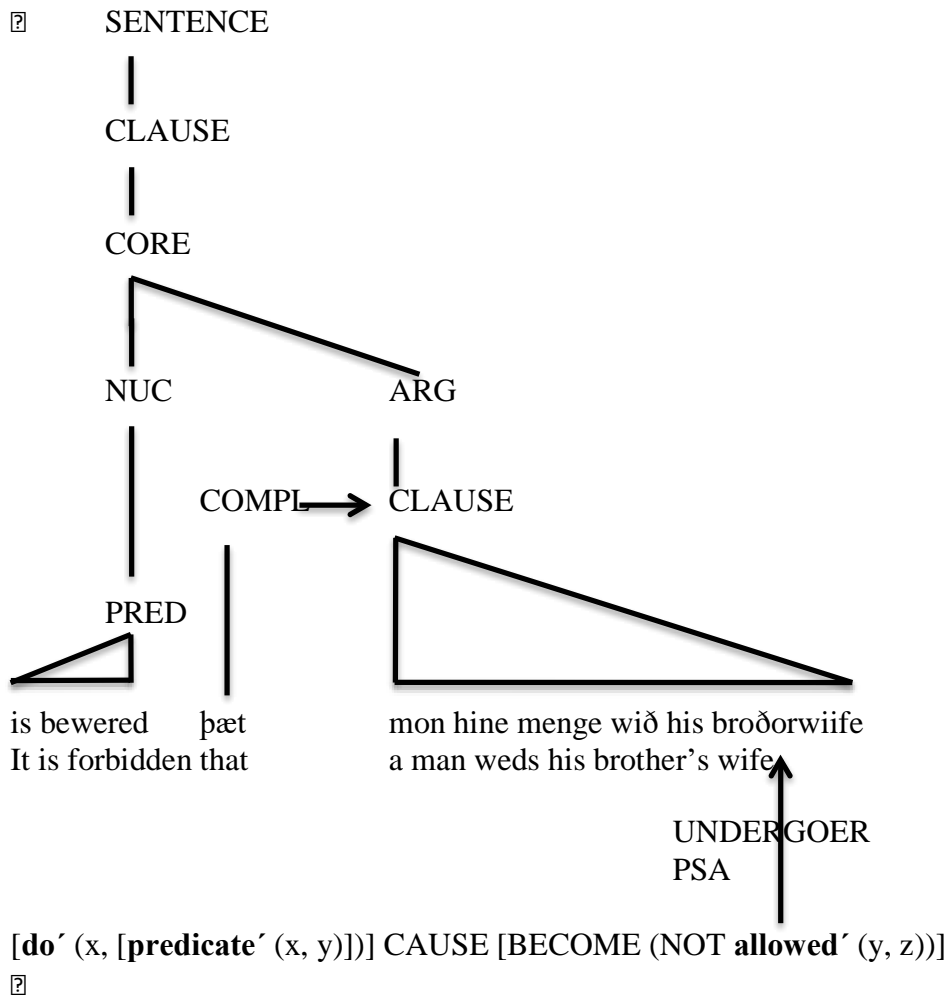 SENTENCE
CLAUSE
CORE
NUC ARG
COMPL CLAUSE
PRED
is bewered þæt mon hine menge wið his broðorwiife
It is forbidden that a man weds his brother’s wife
UNDERGOER
PSA
[do´ (x, [predicate´ (x, y)])] CAUSE [BECOME (NOT allowed´ (y, z))]